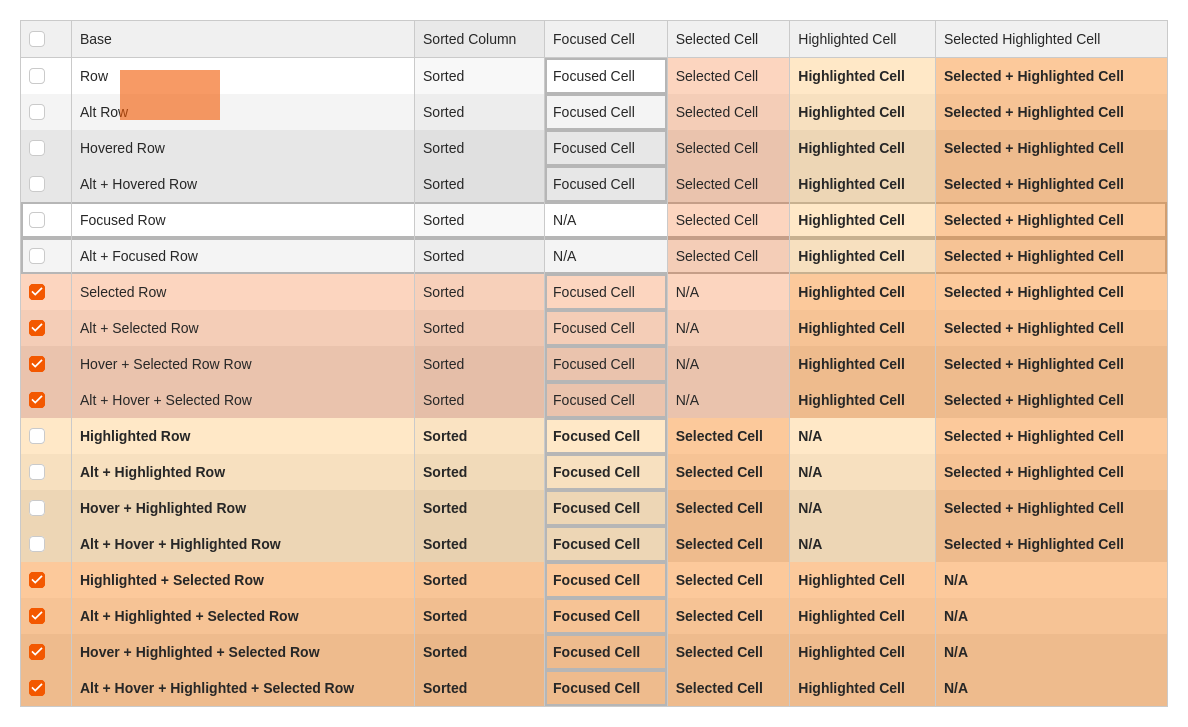 Base Sorted Column Focused Cell Selected Cell Highlighted Cell Selected Highlighted Cell
Row Sorted Focused Cell Selected Cell Highlighted Cell Selected + Highlighted Cell
Alt Row Sorted Focused Cell Selected Cell Highlighted Cell Selected + Highlighted Cell
Hovered Row Sorted Focused Cell Selected Cell Highlighted Cell Selected + Highlighted Cell
Alt + Hovered Row Sorted Focused Cell Selected Cell Highlighted Cell Selected + Highlighted Cell
Focused Row Sorted N/A Selected Cell Highlighted Cell Selected + Highlighted Cell
Alt + Focused Row Sorted N/A Selected Cell Highlighted Cell Selected + Highlighted Cell
Selected Row Sorted Focused Cell N/A Highlighted Cell Selected + Highlighted Cell
Alt + Selected Row Sorted Focused Cell N/A Highlighted Cell Selected + Highlighted Cell
Hover + Selected Row Row Sorted Focused Cell N/A Highlighted Cell Selected + Highlighted Cell
Alt + Hover + Selected Row Sorted Focused Cell N/A Highlighted Cell Selected + Highlighted Cell
Highlighted Row Sorted Focused Cell Selected Cell N/A Selected + Highlighted Cell
Alt + Highlighted Row Sorted Focused Cell Selected Cell N/A Selected + Highlighted Cell
Hover + Highlighted Row Sorted Focused Cell Selected Cell N/A Selected + Highlighted Cell
Alt + Hover + Highlighted Row Sorted Focused Cell Selected Cell N/A Selected + Highlighted Cell
Highlighted + Selected Row Sorted Focused Cell Selected Cell Highlighted Cell N/A
Alt + Highlighted + Selected Row Sorted Focused Cell Selected Cell Highlighted Cell N/A
Hover + Highlighted + Selected Row Sorted Focused Cell Selected Cell Highlighted Cell N/A
Alt + Hover + Highlighted + Selected Row Sorted Focused Cell Selected Cell Highlighted Cell N/A